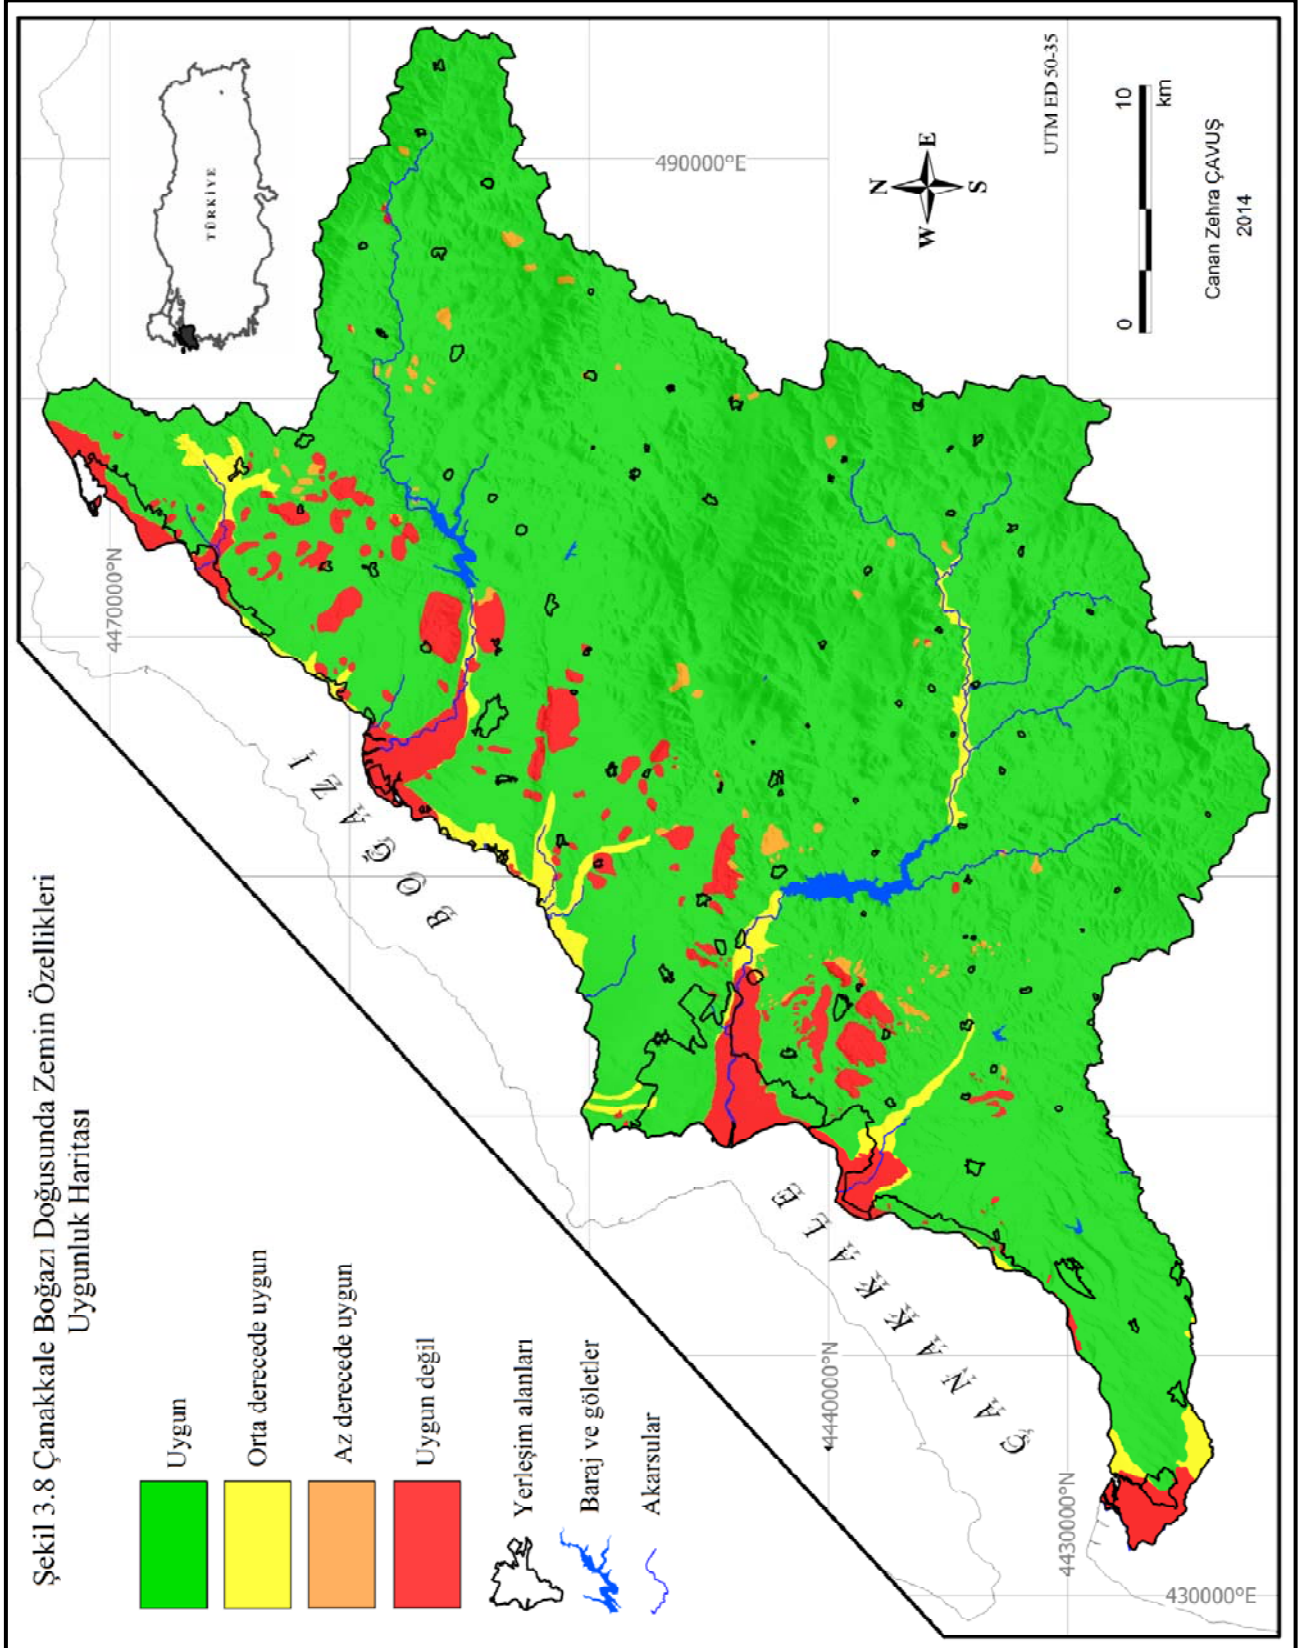 Şekil 3.8 Çanakkale Boğazı Doğusunda Zemin Özellikleri
Uygunluk Haritası
Uygun
Orta derecede uygun
Az derecede uygun
Uygun değil
Yerleşim alanları
Baraj ve göletler
Akarsular
TÜRKİYE
ÇANAKKALE
BOĞAZI
4470000°N
4440000°N
4430000°N
430000°E
490000°E
N
W
E
S
UTM ED 50-35
0
10
km
Canan Zehra ÇAVUŞ
2014